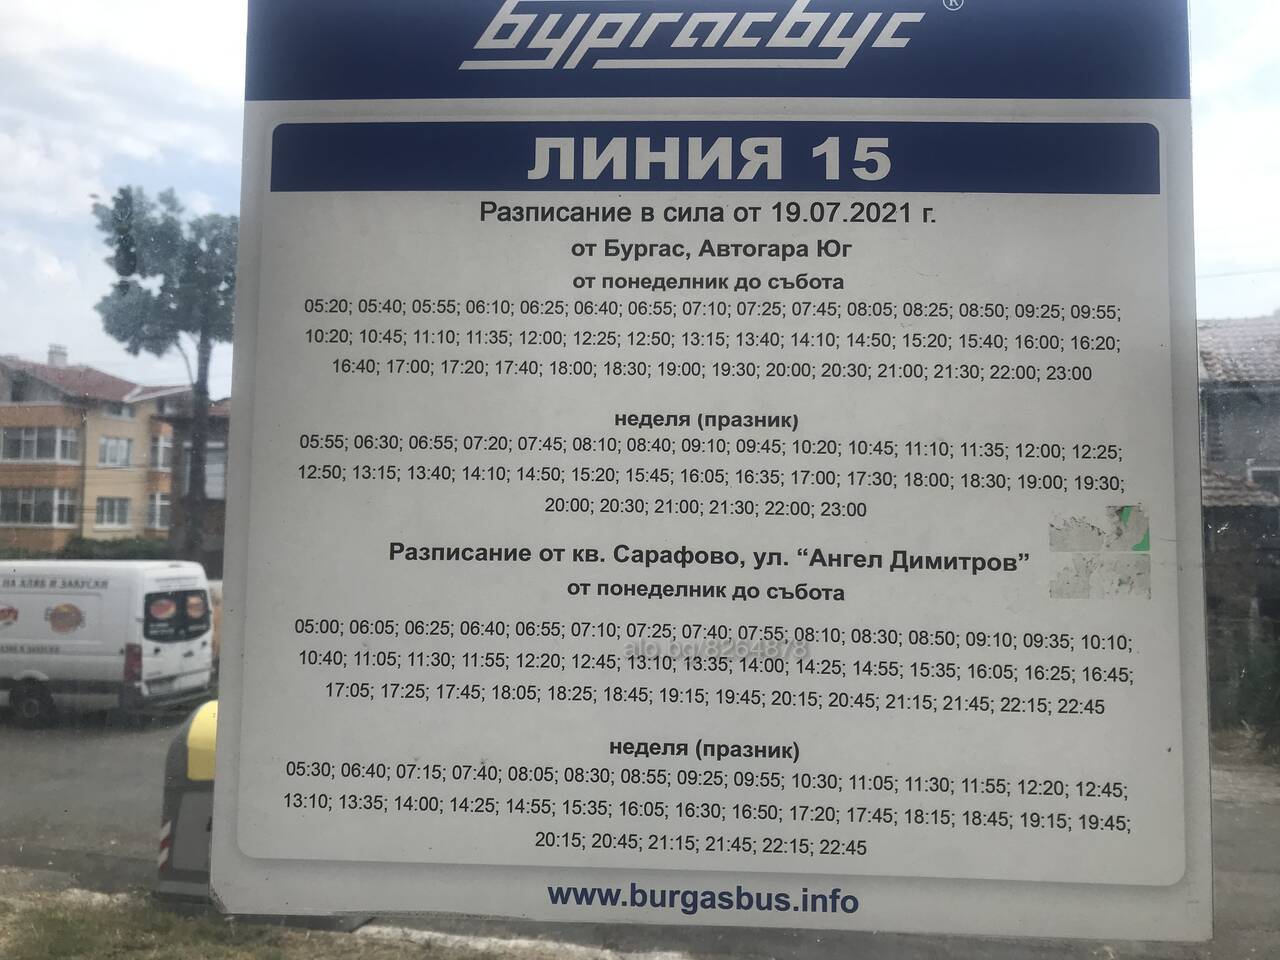 Бургасбус®
ЛИНИЯ 15
Разписание в сила от 19.07.2021 г.
от Бургас, Автогара Юг
от понеделник до събота
05:20; 05:40; 05:55; 06:10; 06:25; 06:40; 06:55; 07:10; 07:25; 07:45; 08:05; 08:25; 08:50; 09:25; 09:55;
10:20; 10:45; 11:10; 11:35; 12:00; 12:25; 12:50; 13:15; 13:40; 14:10; 14:50; 15:20; 15:40; 16:00; 16:20;
16:40; 17:00; 17:20; 17:40; 18:00; 18:30; 19:00; 19:30; 20:00; 20:30; 21:00; 21:30; 22:00; 23:00
неделя (празник)
05:55; 06:30; 06:55; 07:20; 07:45; 08:10; 08:40; 09:10; 09:45; 10:20; 10:45; 11:10; 11:35; 12:00; 12:25;
12:50; 13:15; 13:40; 14:10; 14:50; 15:20; 15:45; 16:05; 16:35; 17:00; 17:30; 18:00; 18:30; 19:00; 19:30;
20:00; 20:30; 21:00; 21:30; 22:00; 23:00
Разписание от кв. Сарафово, ул. “Ангел Димитров”
от понеделник до събота
05:00; 06:05; 06:25; 06:40; 06:55; 07:10; 07:25; 07:40; 07:55; 08:10; 08:30; 08:50; 09:10; 09:35; 10:10;
alo.bg/8264878
10:40; 11:05; 11:30; 11:55; 12:20; 12:45; 13:10; 13:35; 14:00; 14:25; 14:55; 15:35; 16:05; 16:25; 16:45;
17:05; 17:25; 17:45; 18:05; 18:25; 18:45; 19:15; 19:45; 20:15; 20:45; 21:15; 21:45; 22:15; 22:45
неделя (празник)
05:30; 06:40; 07:15; 07:40; 08:05; 08:30; 08:55; 09:25; 09:55; 10:30; 11:05; 11:30; 11:55; 12:20; 12:45;
13:10; 13:35; 14:00; 14:25; 14:55; 15:35; 16:05; 16:30; 16:50; 17:20; 17:45; 18:15; 18:45; 19:15; 19:45;
20:15; 20:45; 21:15; 21:45; 22:15; 22:45
www.burgasbus.info
НА ХЛЯБ И ЗАКУСКИ